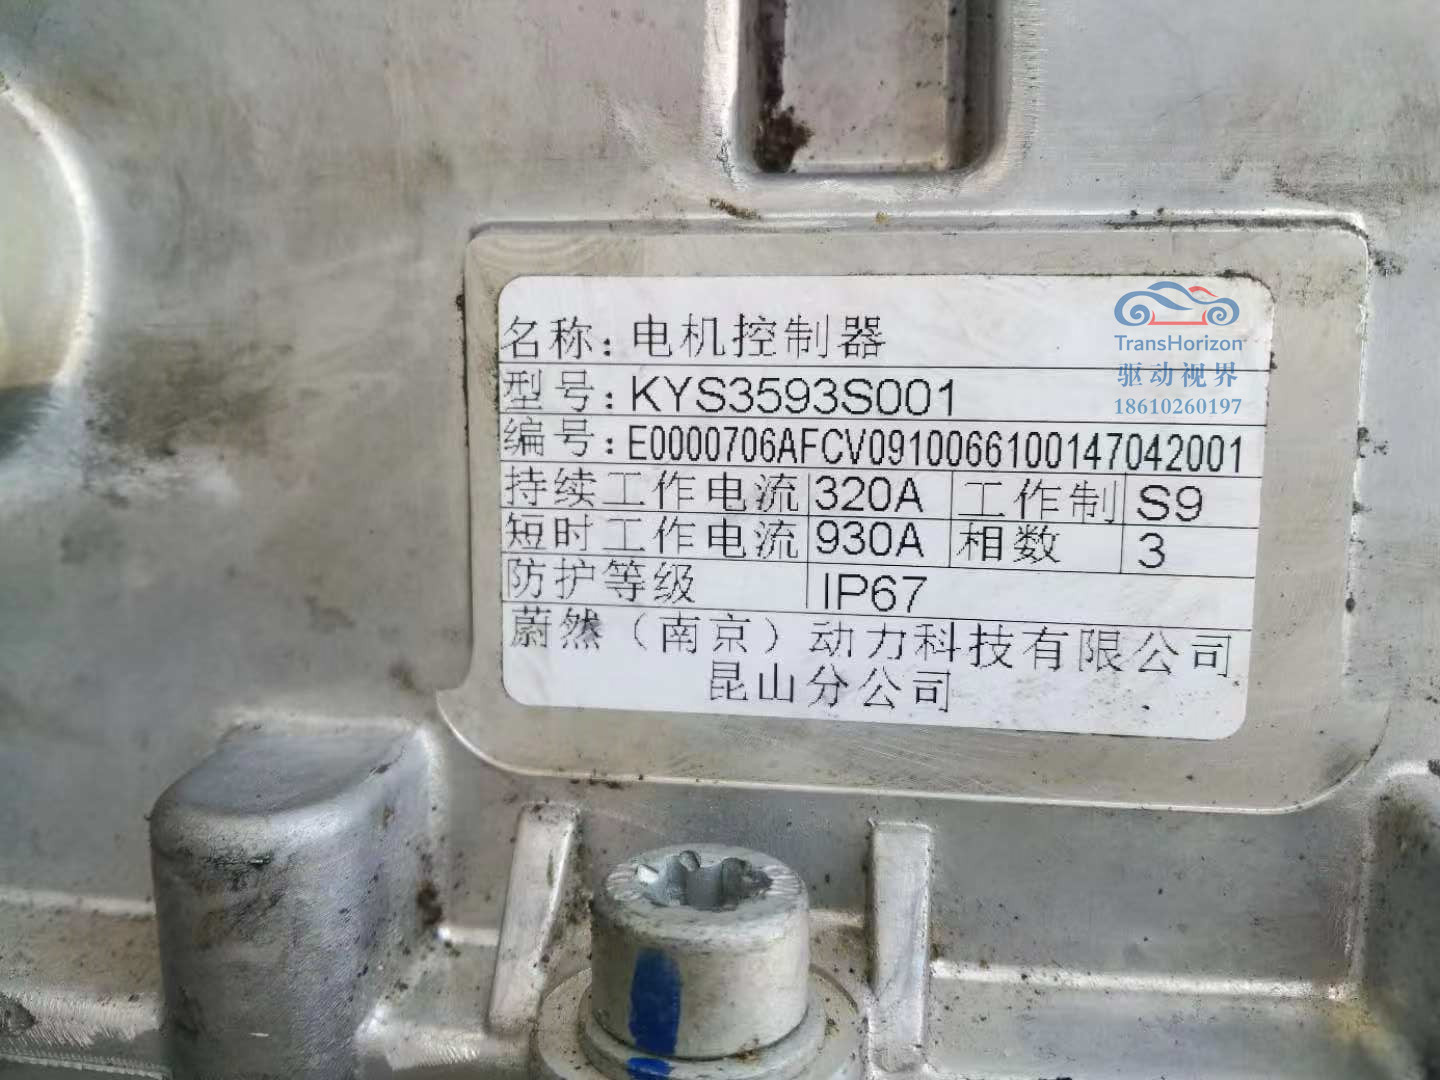 名称：电机控制器
型号：KYS3593S001
编号：E0000706AFCV0910066100147042001
持续工作电流 320A 工作制 S9
短时工作电流 930A 相数 3
防护等级 IP67
蔚然（南京）动力科技有限公司
昆山分公司
TransHorizon
驱动视界
18610260197